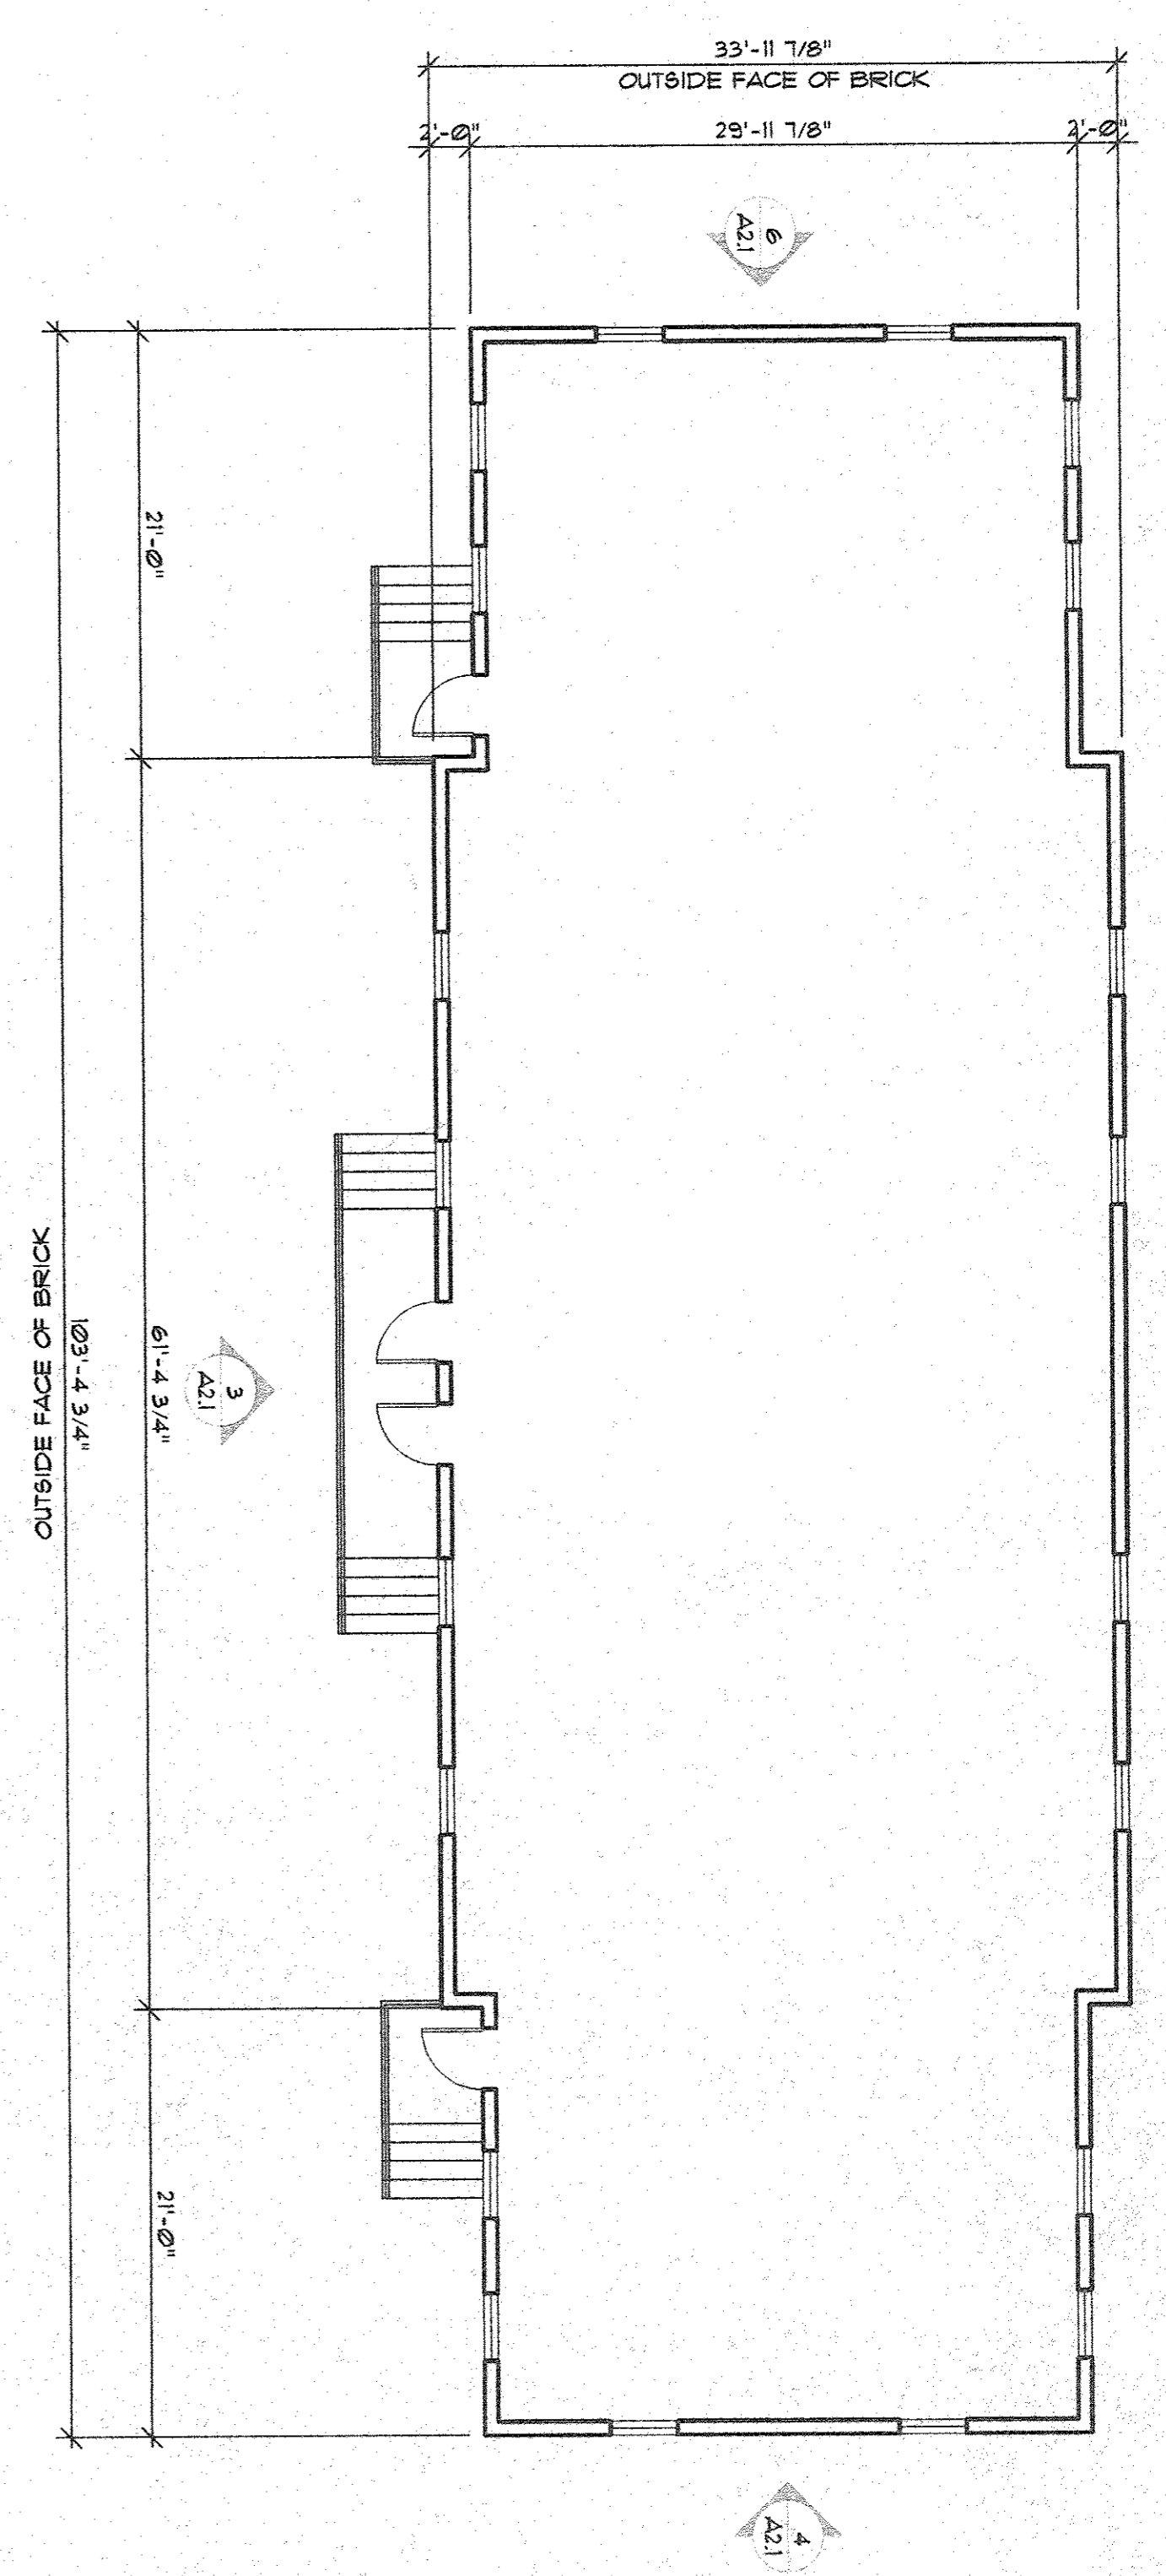 33'-11 7/8"
OUTSIDE FACE OF BRICK
2'-0"
29'-11 7/8"
2'-0"
6
A2.1
21'-0"
61'-4 3/4"
21'-0"
103'-4 3/4"
OUTSIDE FACE OF BRICK
3
A2.1
4
A2.1